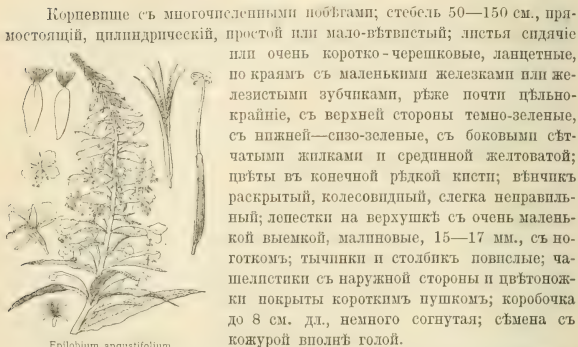 Корневище съ многочисленными побѣгами; стебель 50—150 см., пря-
мостоящій, цилиндрическій, простой или мало-вѣтвистый; листья сидячіе
или очень коротко-черешковые, ланцетные,
по краямъ съ маленькими железками или же-
лезистыми зубчиками, рѣже почти цѣльно-
крайніе, съ верхней стороны темно-зеленые,
съ нижней—сизо-зеленые, съ боковыми сѣт-
чатыми жилками и срединной желтоватой;
цвѣты въ конечной рѣдкой кисти; вѣнчикъ
раскрытый, колесовидный, слегка неправиль-
ный; лепестки на верхушкѣ съ очень малень-
кой выемкой, малиновые, 15—17 мм., съ но-
готкомъ; тычинки и столбикъ повислые; ча-
шелистики съ наружной стороны и цвѣтонож-
ки покрыты короткимъ пушкомъ; коробочка
до 8 см. дл., немного согнутая; сѣмена съ
кожурой вполнѣ голой.
Epilobium angustifolium